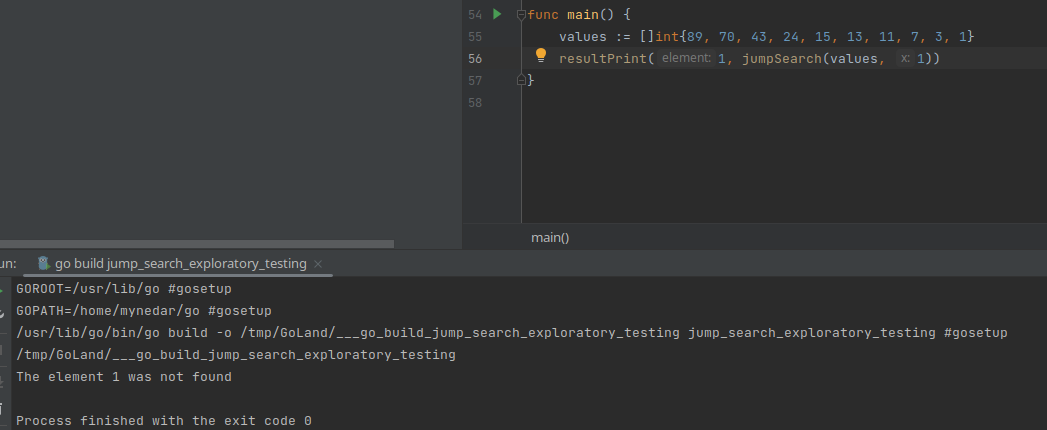 54 func main() {
55 values := []int{89, 70, 43, 24, 15, 13, 11, 7, 3, 1}
56 resultPrint( element: 1, jumpSearch(values, x: 1))
57 }
58
main()
un: go build jump_search_exploratory_testing ×
GOROOT=/usr/lib/go #gosetup
GOPATH=/home/mynedar/go #gosetup
/usr/lib/go/bin/go build -o /tmp/GoLand/___go_build_jump_search_exploratory_testing jump_search_exploratory_testing #gosetup
/tmp/GoLand/___go_build_jump_search_exploratory_testing
The element 1 was not found
Process finished with the exit code 0